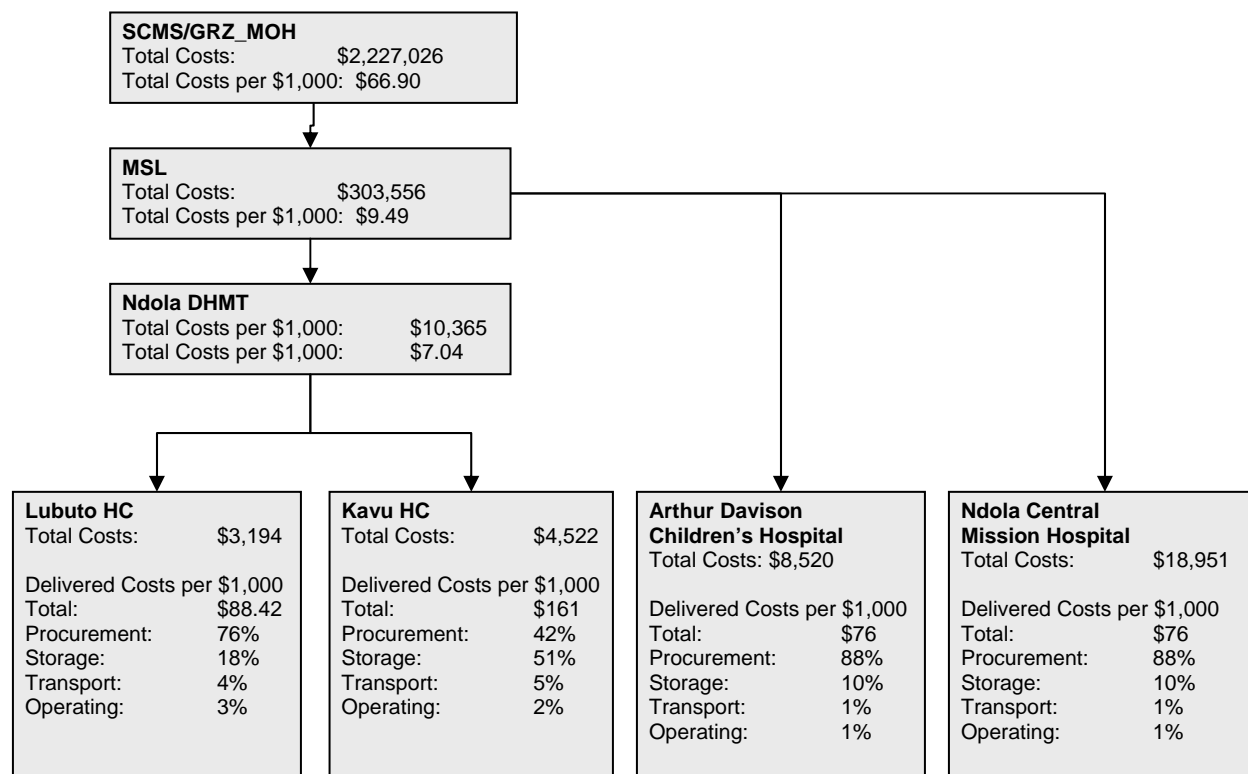 SCMS/GRZ_MOH
Total Costs: $2,227,026
Total Costs per $1,000: $66.90
MSL
Total Costs: $303,556
Total Costs per $1,000: $9.49
Ndola DHMT
Total Costs per $1,000: $10,365
Total Costs per $1,000: $7.04
Lubuto HC
Total Costs: $3,194
Delivered Costs per $1,000
Total: $88.42
Procurement: 76%
Storage: 18%
Transport: 4%
Operating: 3%
Kavu HC
Total Costs: $4,522
Delivered Costs per $1,000
Total: $161
Procurement: 42%
Storage: 51%
Transport: 5%
Operating: 2%
Arthur Davison
Children’s Hospital
Total Costs: $8,520
Delivered Costs per $1,000
Total: $76
Procurement: 88%
Storage: 10%
Transport: 1%
Operating: 1%
Ndola Central
Mission Hospital
Total Costs: $18,951
Delivered Costs per $1,000
Total: $76
Procurement: 88%
Storage: 10%
Transport: 1%
Operating: 1%